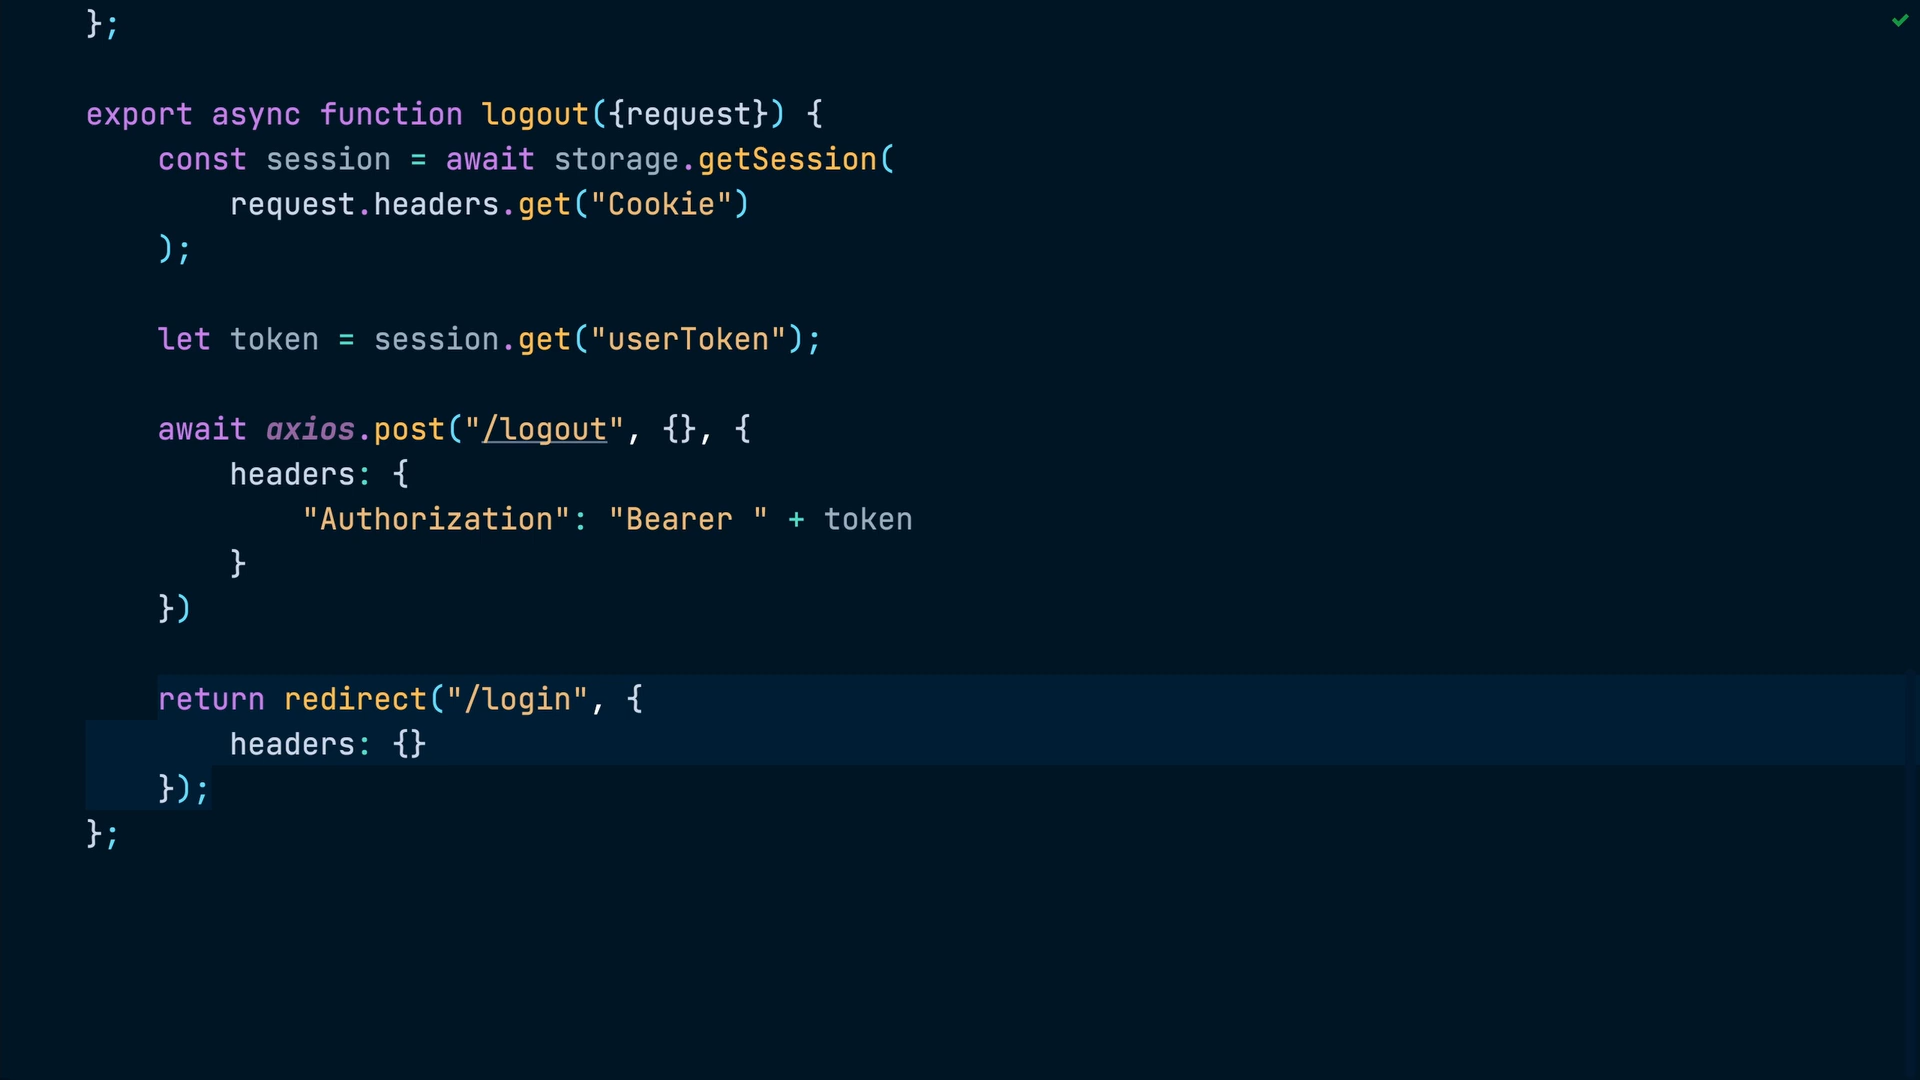 };
export async function logout({request}) {
    const session = await storage.getSession(
        request.headers.get("Cookie")
    );
    let token = session.get("userToken");
    await axios.post("/logout", {}, {
        headers: {
            "Authorization": "Bearer " + token
        }
    })
    return redirect("/login", {
        headers: {}
    });
};